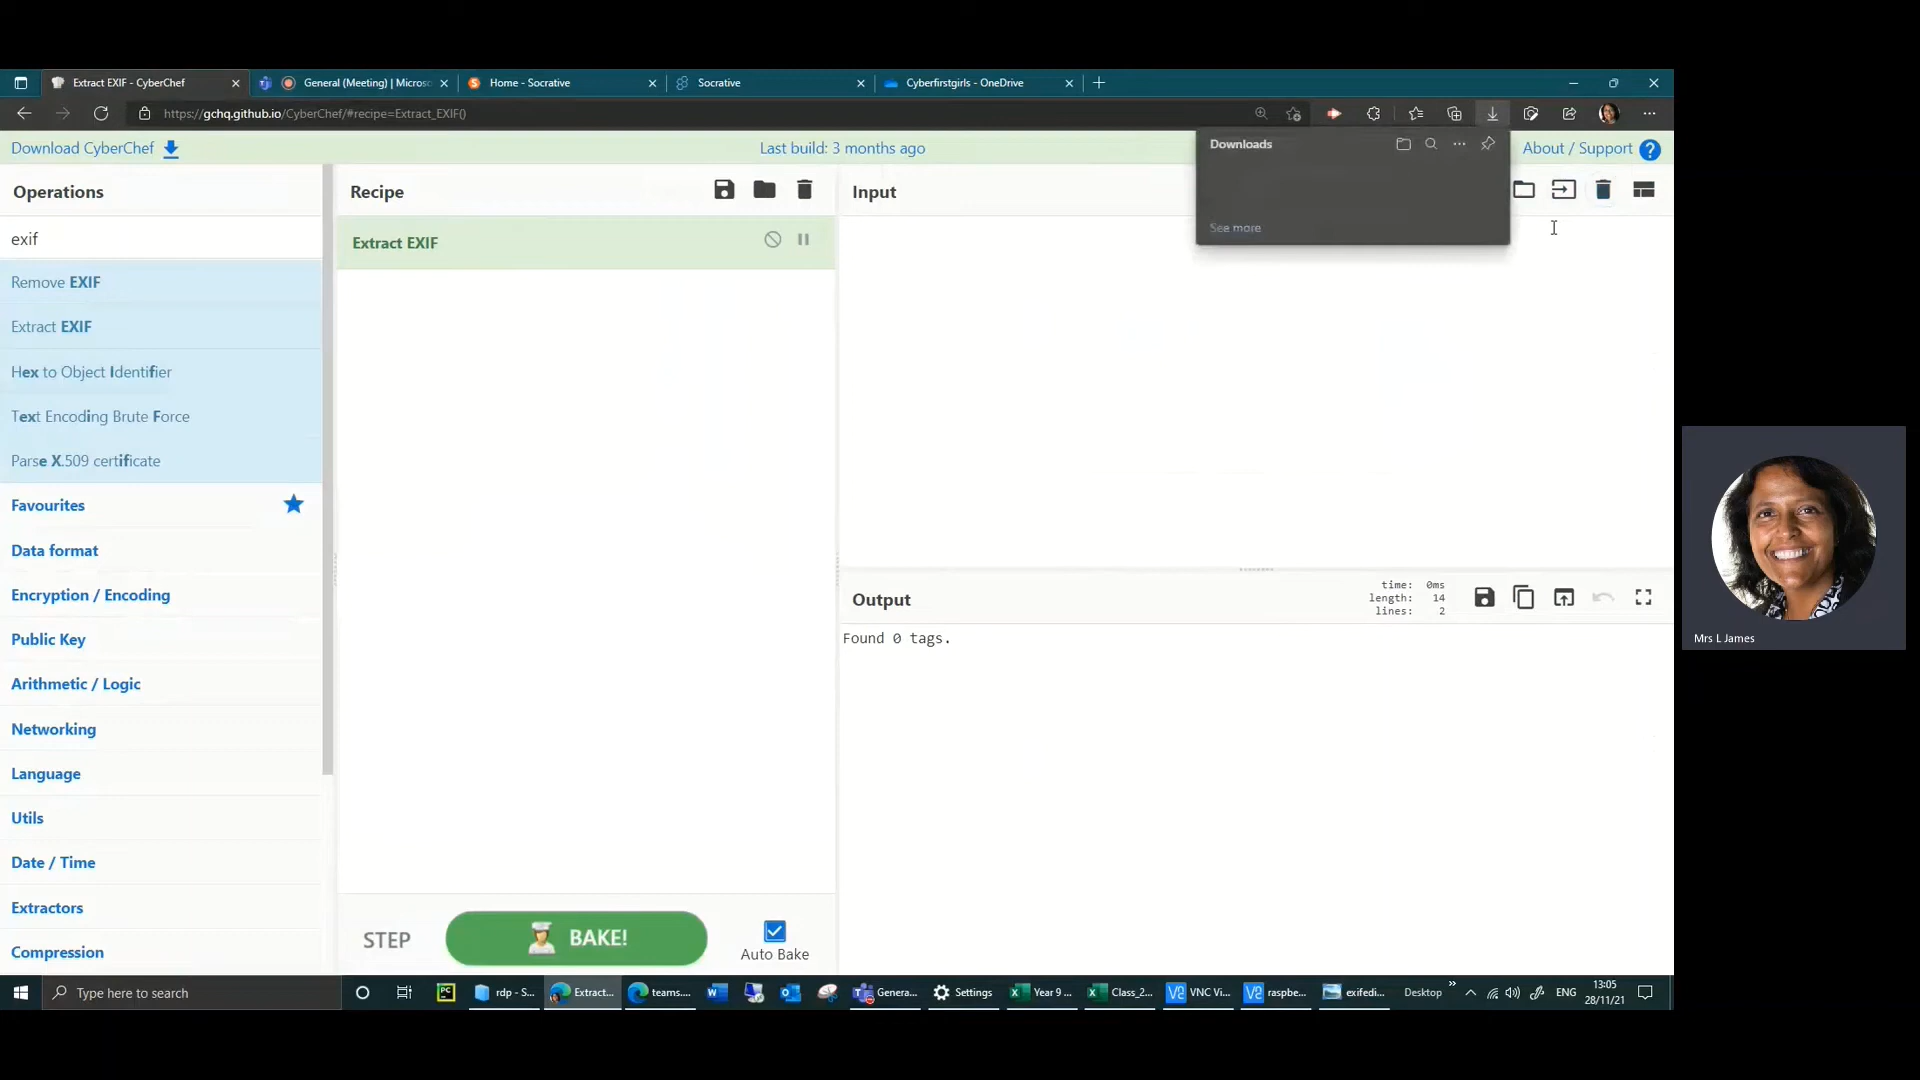 Extract EXIF - CyberChef
General (Meeting) | Microsc
Home - Socrative
Socrative
Cyberfirstgirls - OneDrive
https://gchq.github.io/CyberChef/#recipe=Extract_EXIF()
Download CyberChef
Last build: 3 months ago
Downloads
See more
About / Support
Operations
Recipe
Input
exif
Extract EXIF
Remove EXIF
Extract EXIF
Hex to Object Identifier
Text Encoding Brute Force
Parse X.509 certificate
Favourites
Data format
Encryption / Encoding
Public Key
Arithmetic / Logic
Networking
Language
Utils
Date / Time
Extractors
Compression
STEP
BAKE!
Auto Bake
Output
time: 0ms
length: 14
lines: 2
Found 0 tags.
Mrs L James
Type here to search
PC
rdp - S...
Extract...
teams....
Genera...
Settings
Year 9 ...
Class_2...
VNC Vi...
raspbe...
exifedi...
Desktop
ENG
13:05
28/11/21